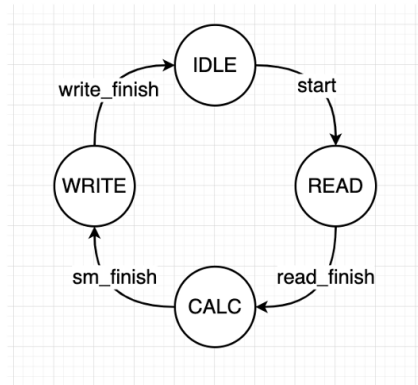 IDLE
write_finish
start
WRITE
READ
sm_finish
read_finish
CALC